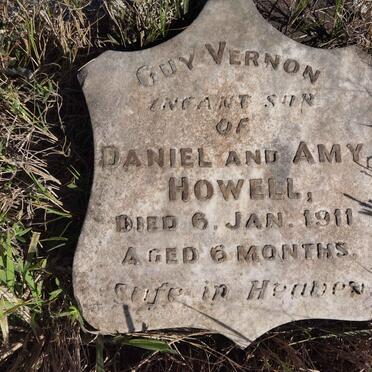 GUY VERNON
INFANT SON
OF
DANIEL AND AMY,
HOWELL,
DIED 6. JAN. 1911
AGED 6 MONTHS.
Safe in Heaven